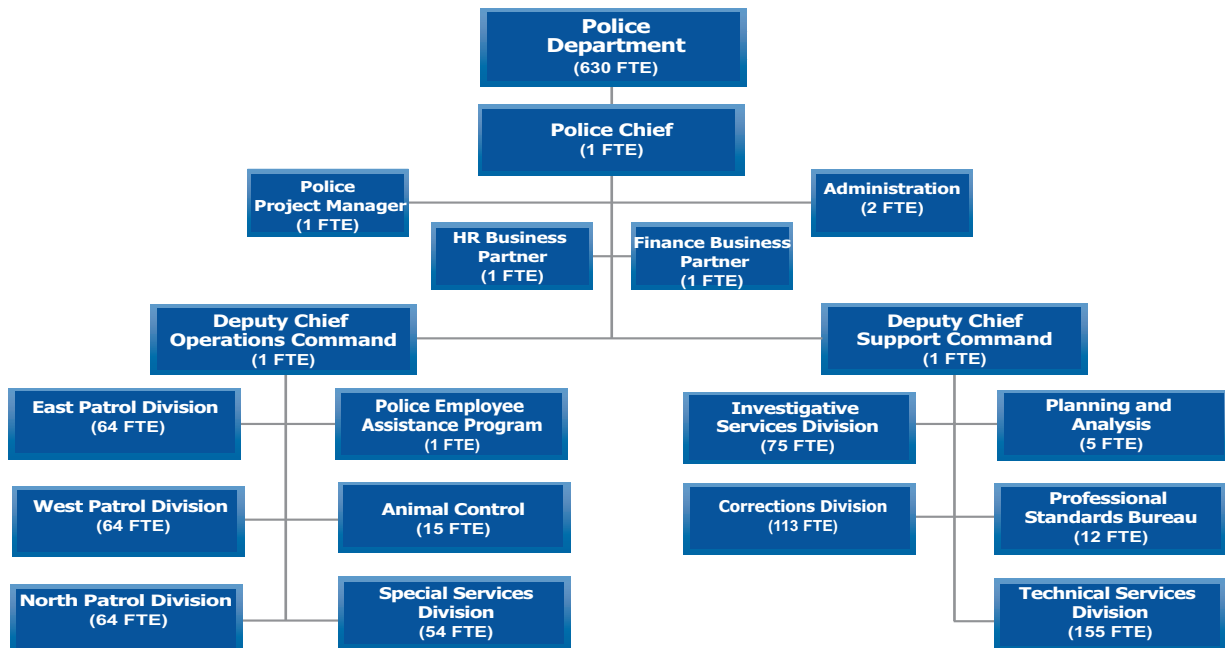 Police
Department
(630 FTE)
Police Chief
(1 FTE)
Police
Project Manager
(1 FTE)
Administration
(2 FTE)
HR Business
Partner
(1 FTE)
Finance Business
Partner
(1 FTE)
Deputy Chief
Operations Command
(1 FTE)
Deputy Chief
Support Command
(1 FTE)
East Patrol Division
(64 FTE)
Police Employee
Assistance Program
(1 FTE)
Investigative
Services Division
(75 FTE)
Planning and
Analysis
(5 FTE)
West Patrol Division
(64 FTE)
Animal Control
(15 FTE)
Corrections Division
(113 FTE)
Professional
Standards Bureau
(12 FTE)
North Patrol Division
(64 FTE)
Special Services
Division
(54 FTE)
Technical Services
Division
(155 FTE)